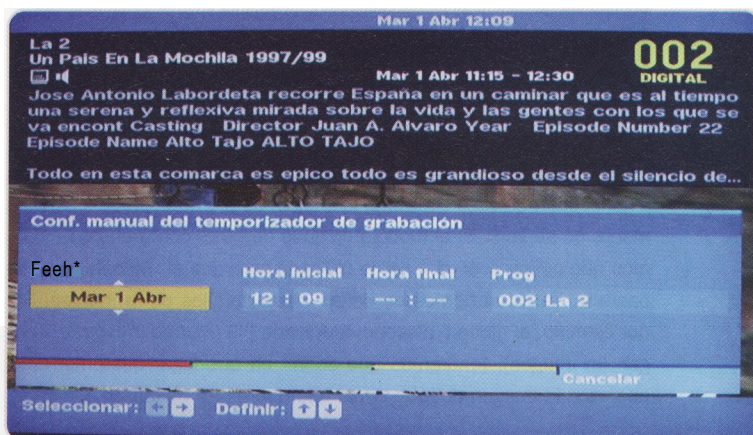 Mar 1 Abr 12:09
La 2
Un Pais En La Mochila 1997/99
002
DIGITAL
Mar 1 Abr 11:15 - 12:30
Jose Antonio Labordeta recorre España en un caminar que es al tiempo
una serena y reflexiva mirada sobre la vida y las gentes con los que se
va encont Casting Director Juan A. Alvaro Year Episode Number 22
Episode Name Alto Tajo ALTO TAJO
Todo en esta comarca es epico todo es grandioso desde el silencio de...
Conf. manual del temporizador de grabación
Feeh* Hora inicial Hora final Prog
Mar 1 Abr 12 : 09 -- : -- 002 La 2
Cancelar
Seleccionar: Definir: